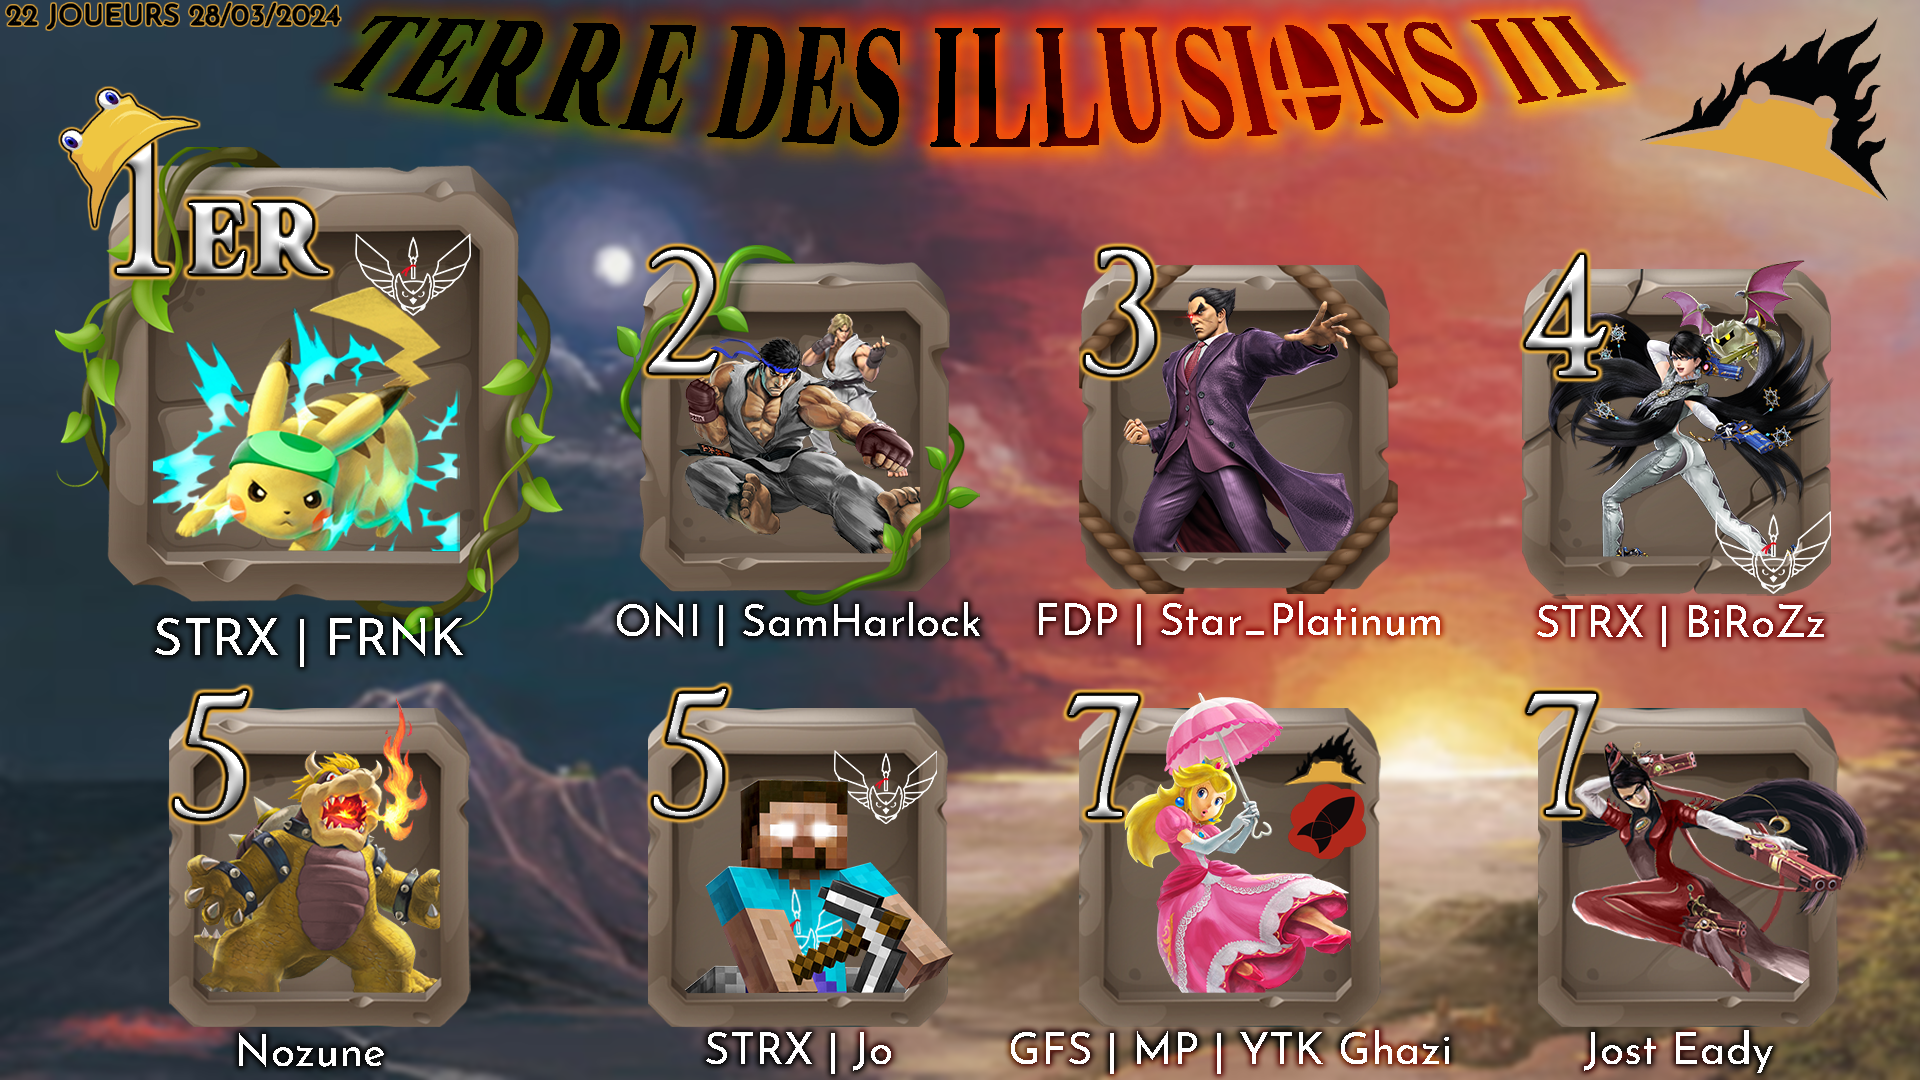 22 JOUEURS 28/03/2024
TERRE DES ILLUSIONS III
1ER
2
3
4
STRX | FRNK
ONI | SamHarlock
FDP | Star_Platinum
STRX | BiRoZz
5
5
7
7
Nozune
STRX | Jo
GFS | MP | YTK Ghazi
Jost Eady